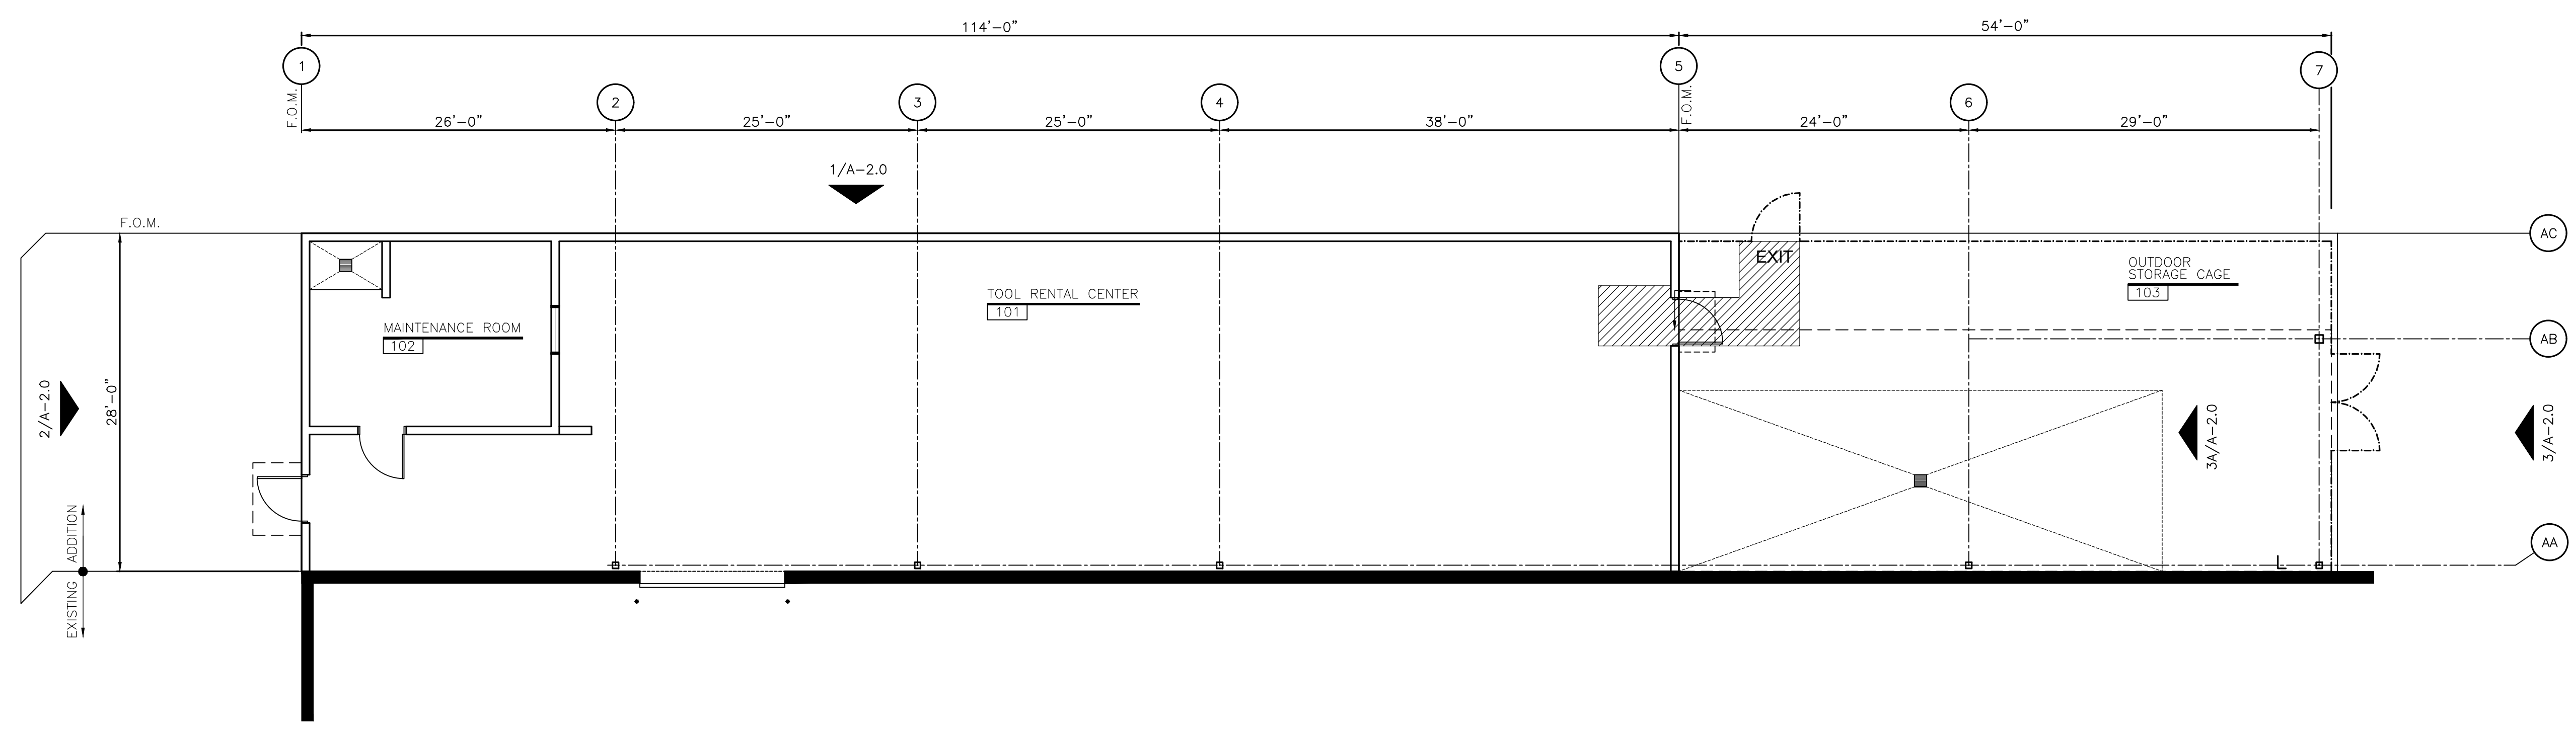 114'-0"
54'-0"
1
5
7
2
3
4
6
F.O.M.
F.O.M.
26'-0"
25'-0"
25'-0"
38'-0"
24'-0"
29'-0"
1/A-2.0
F.O.M.
AC
EXIT
OUTDOOR
STORAGE CAGE
103
TOOL RENTAL CENTER
101
MAINTENANCE ROOM
102
AB
2/A-2.0
28'-0"
3A/A-2.0
3/A-2.0
ADDITION
EXISTING
AA